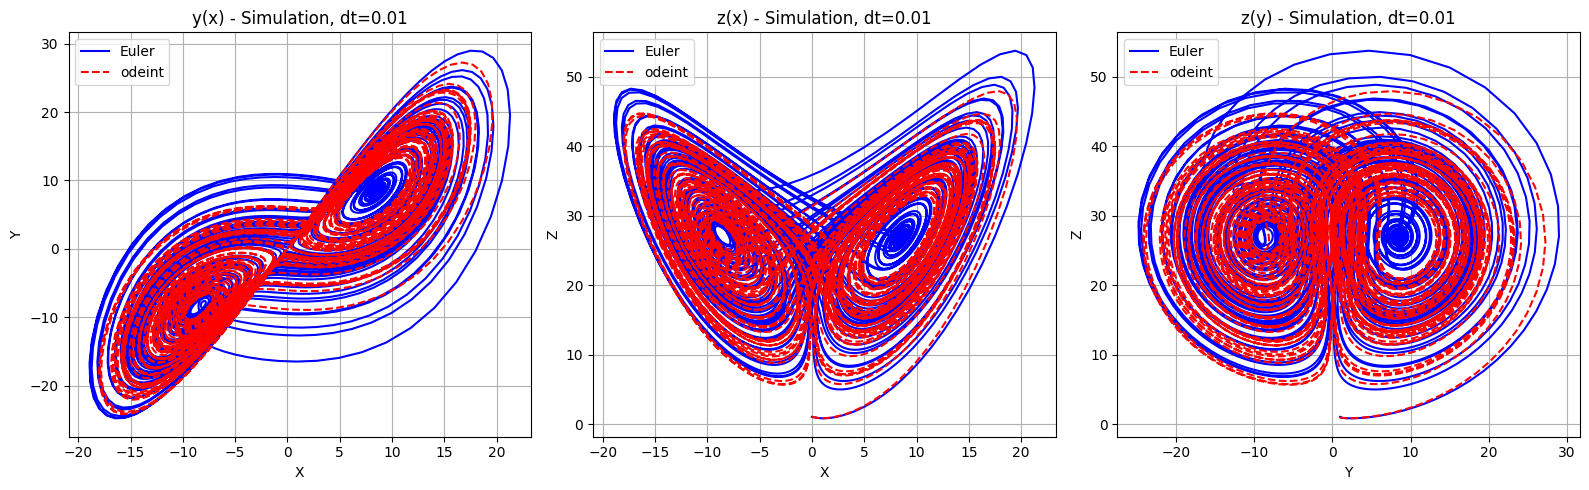 y(x) - Simulation, dt=0.01
Euler
odeint
30
20
10
0
−10
−20
Y
−20 −15 −10 −5 0 5 10 15 20
X
z(x) - Simulation, dt=0.01
Euler
odeint
50
40
30
20
10
0
Z
−20 −15 −10 −5 0 5 10 15 20
X
z(y) - Simulation, dt=0.01
Euler
odeint
50
40
30
20
10
0
Z
−20 −10 0 10 20 30
Y